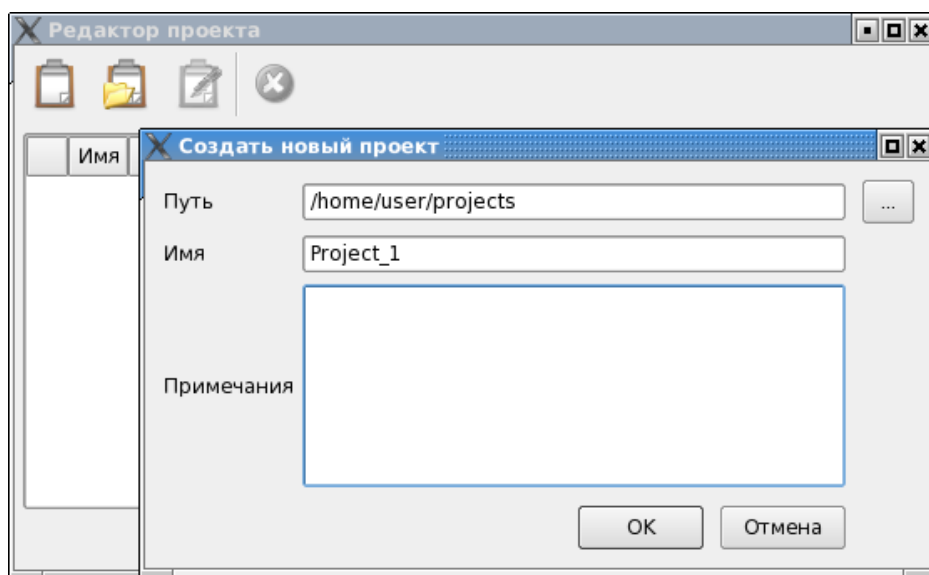 Редактор проекта
Имя
Создать новый проект
Путь /home/user/projects ...
Имя Project_1
Примечания
OK Отмена